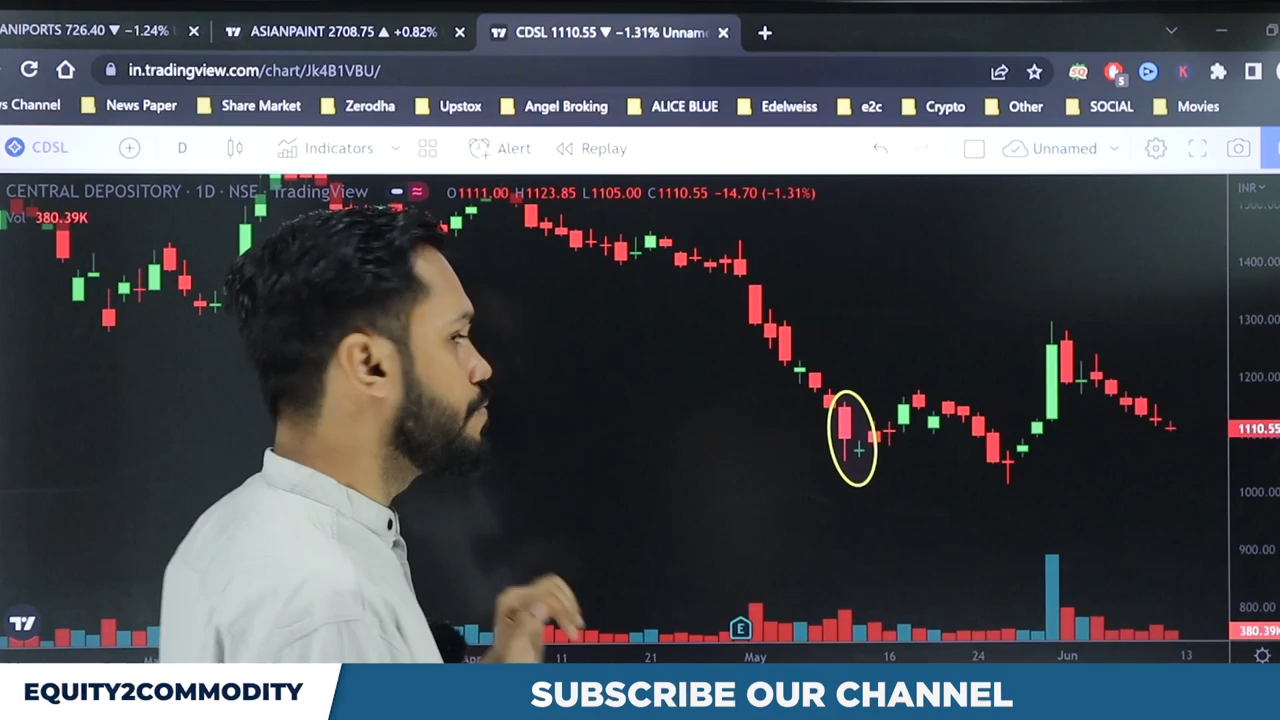 ANIPORTS 726.40 ▼ −1.24% ASIANPAINT 2708.75 ▲ +0.82% CDSL 1110.55 ▼ −1.31% Unnam
in.tradingview.com/chart/Jk4B1VBU/
s Channel News Paper Share Market Zerodha Upstox Angel Broking ALICE BLUE Edelweiss e2c Crypto Other SOCIAL Movies
CDSL D Indicators Alert Replay Unnamed
CENTRAL DEPOSITORY · 1D · NSE TradingView O1111.00 H1123.85 L1105.00 C1110.55 −14.70 (−1.31%) INR
Vol 380.39K
1500.00
1400.00
1300.00
1200.00
1110.55
1000.00
900.00
800.00
E
380.39K
11 21 May 16 24 Jun 13
EQUITY2COMMODITY SUBSCRIBE OUR CHANNEL